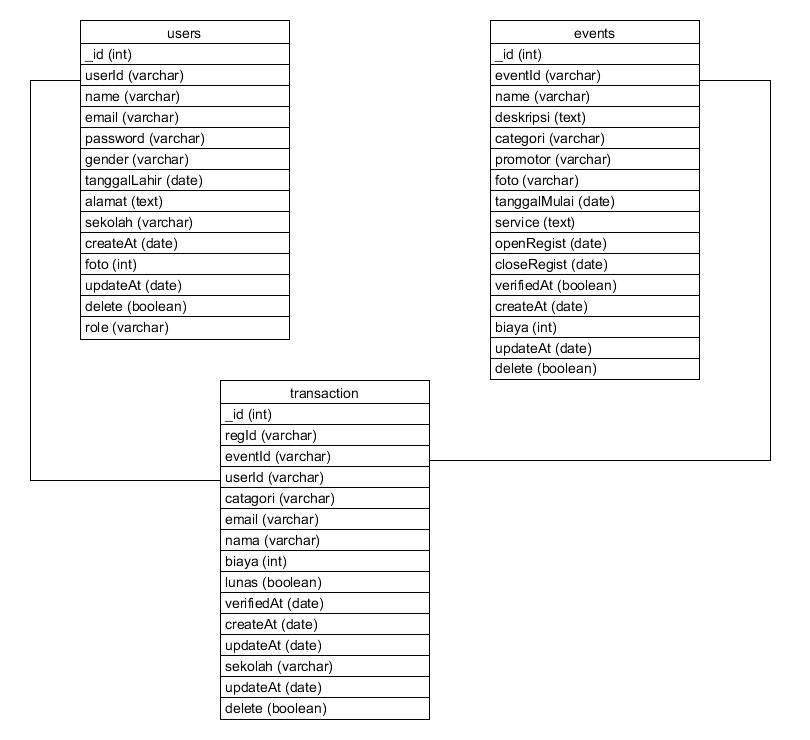 users
_id (int)
userId (varchar)
name (varchar)
email (varchar)
password (varchar)
gender (varchar)
tanggalLahir (date)
alamat (text)
sekolah (varchar)
createAt (date)
foto (int)
updateAt (date)
delete (boolean)
role (varchar)
events
_id (int)
eventId (varchar)
name (varchar)
deskripsi (text)
categori (varchar)
promotor (varchar)
foto (varchar)
tanggalMulai (date)
service (text)
openRegist (date)
closeRegist (date)
verifiedAt (boolean)
createAt (date)
biaya (int)
updateAt (date)
delete (boolean)
transaction
_id (int)
regId (varchar)
eventId (varchar)
userId (varchar)
catagori (varchar)
email (varchar)
nama (varchar)
biaya (int)
lunas (boolean)
verifiedAt (date)
createAt (date)
updateAt (date)
sekolah (varchar)
updateAt (date)
delete (boolean)